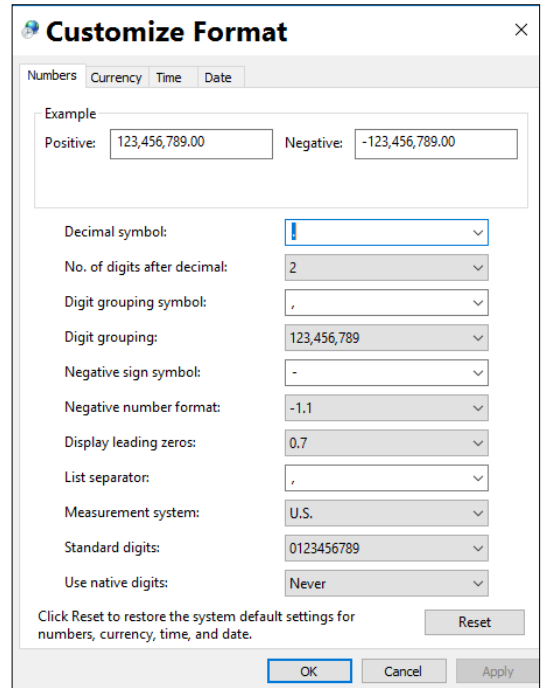 Customize Format
Numbers Currency Time Date
Example
Positive: 123,456,789.00 Negative: -123,456,789.00
Decimal symbol: .
No. of digits after decimal: 2
Digit grouping symbol: ,
Digit grouping: 123,456,789
Negative sign symbol: -
Negative number format: -1.1
Display leading zeros: 0.7
List separator: ,
Measurement system: U.S.
Standard digits: 0123456789
Use native digits: Never
Click Reset to restore the system default settings for
numbers, currency, time, and date.
Reset
OK Cancel Apply